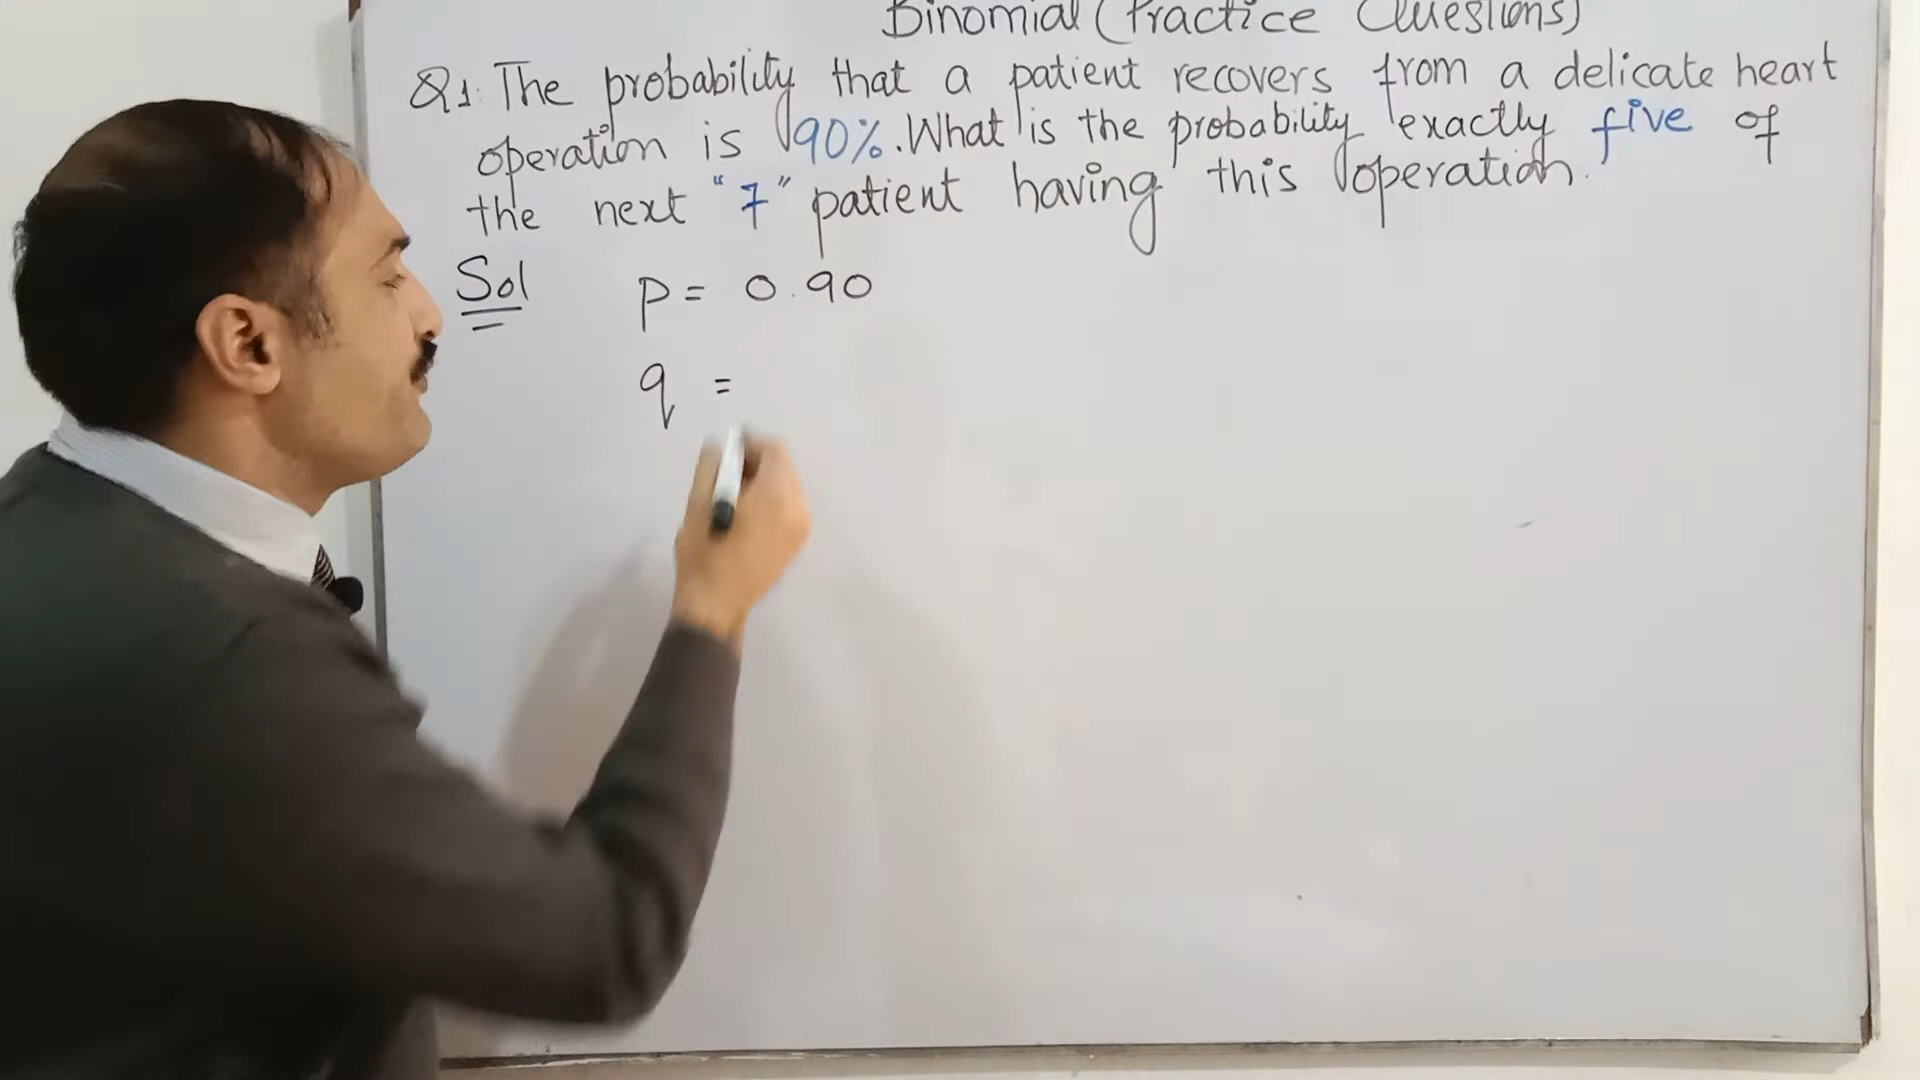 Binomial (Practice Questions)
Q1: The probability that a patient recovers from a delicate heart
operation is 90%. What is the probability exactly five of
the next "7" patient having this operation.
Sol p = 0.90
q =